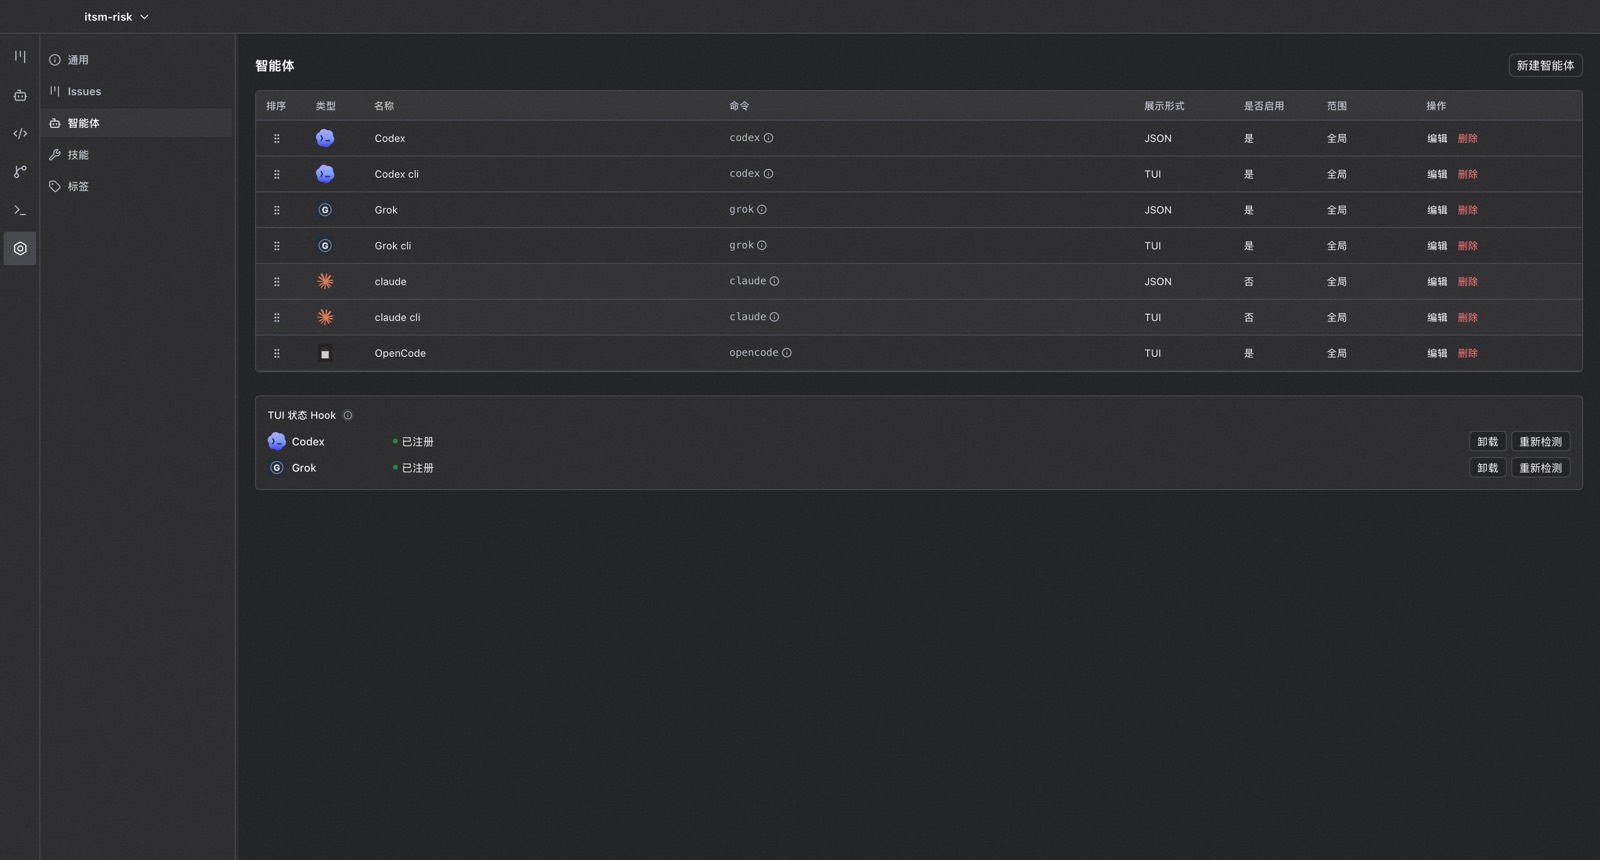 itsm-risk
通用
Issues
智能体
技能
标签
智能体 新建智能体
排序 类型 名称 命令 展示形式 是否启用 范围 操作
Codex codex JSON 是 全局 编辑 删除
Codex cli codex TUI 是 全局 编辑 删除
Grok grok JSON 是 全局 编辑 删除
Grok cli grok TUI 是 全局 编辑 删除
claude claude JSON 否 全局 编辑 删除
claude cli claude TUI 否 全局 编辑 删除
OpenCode opencode TUI 是 全局 编辑 删除
TUI 状态 Hook
Codex 已注册 卸载 重新检测
Grok 已注册 卸载 重新检测